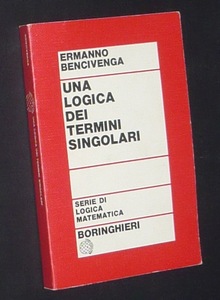 ERMANNO
BENCIVENGA
UNA
LOGICA
DEI
TERMINI
SINGOLARI
SERIE DI
LOGICA
MATEMATICA
BORINGHIERI